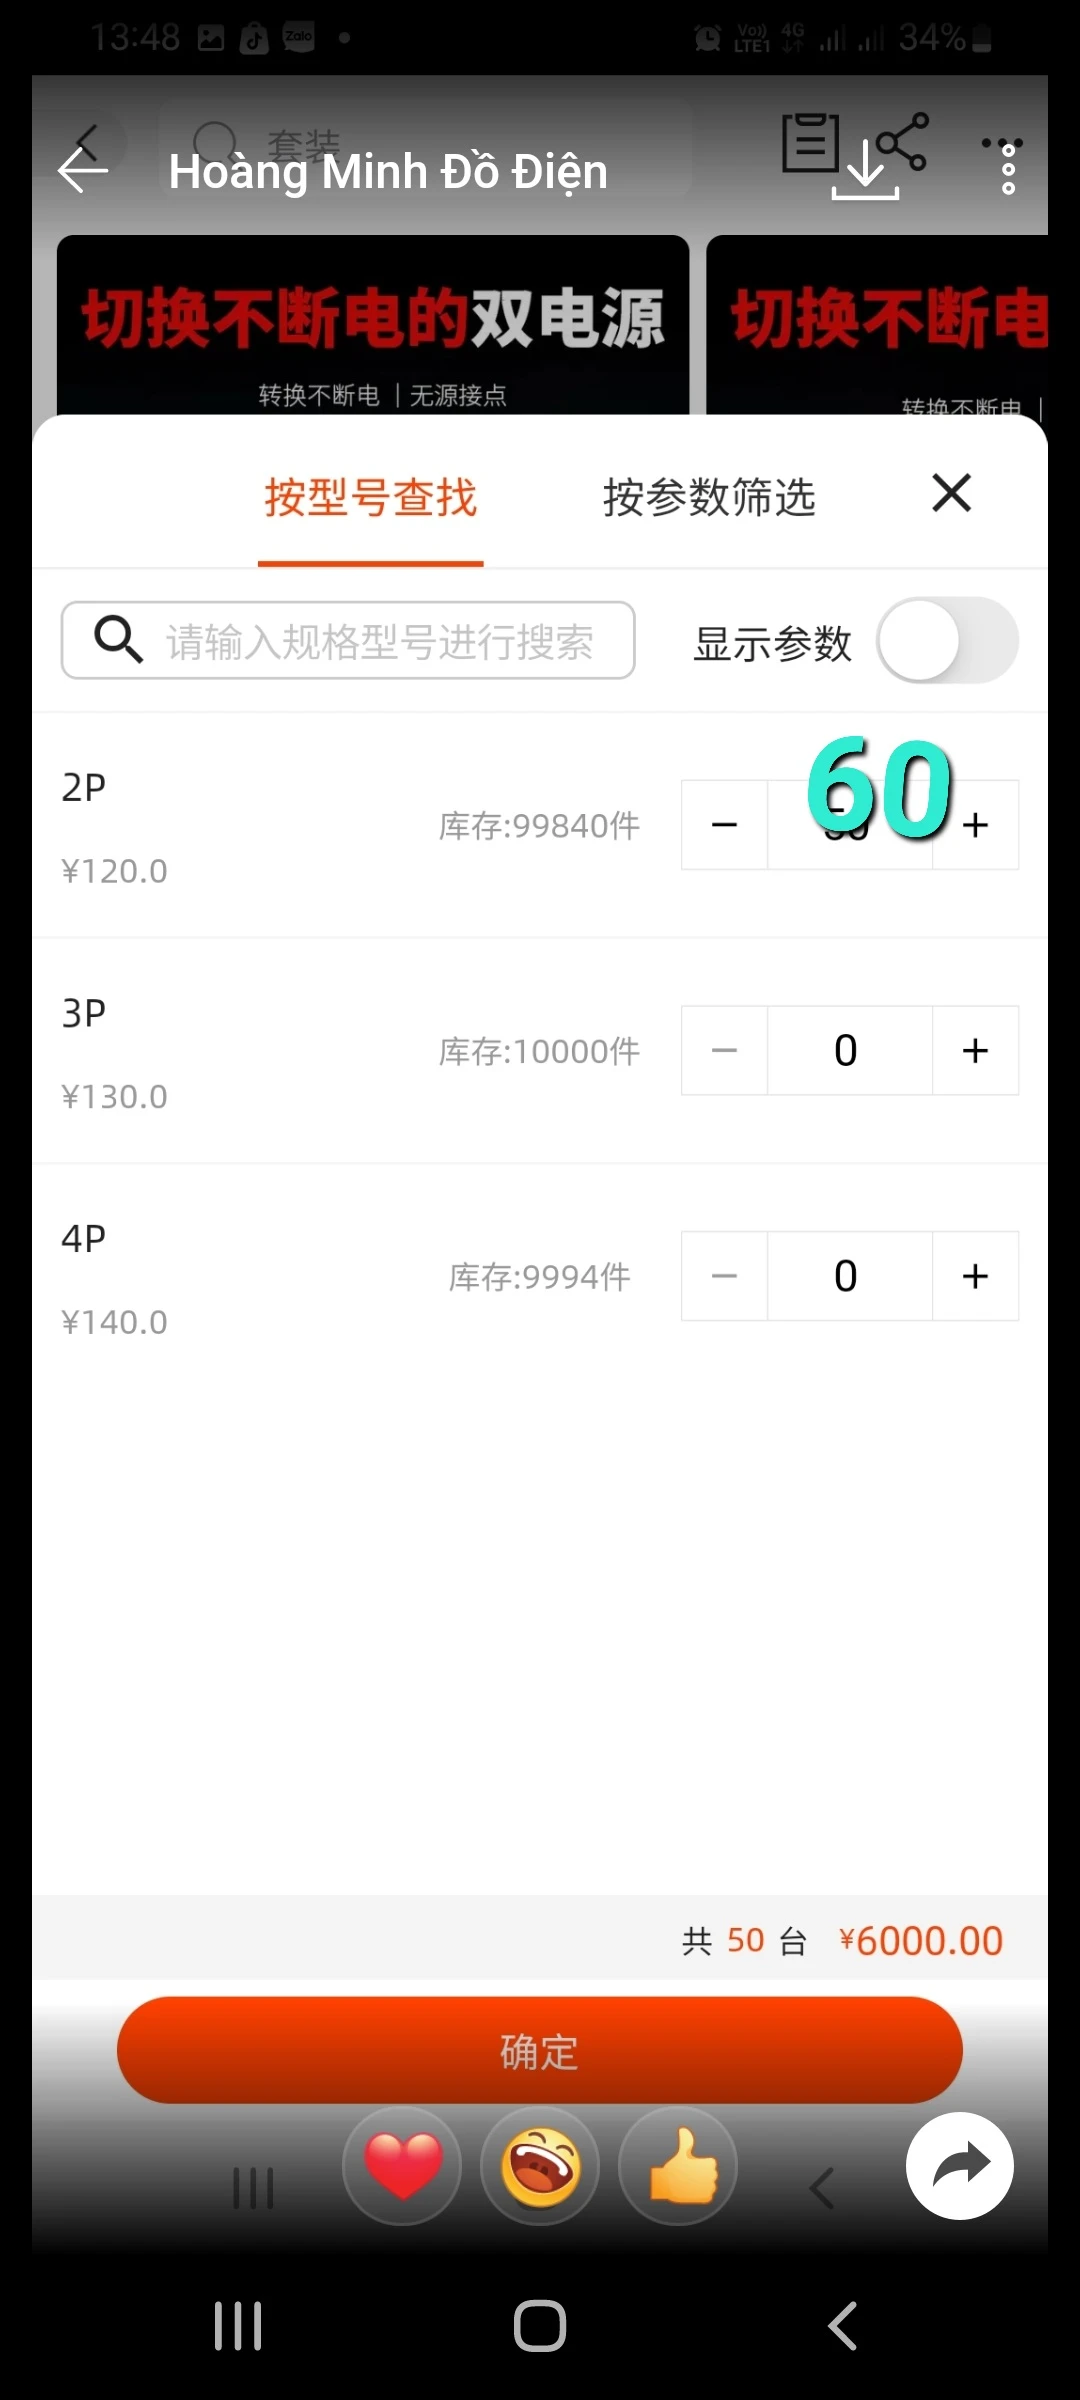 13:48
Zalo
Vo)) LTE1 4G 34%
套装
Hoàng Minh Đồ Điện
切换不断电的双电源
转换不断电 | 无源接点
切换不断电
转换不断电 |
按型号查找
按参数筛选
请输入规格型号进行搜索
显示参数
2P
¥120.0
库存:99840件
− 60 +
3P
¥130.0
库存:10000件
− 0 +
4P
¥140.0
库存:9994件
− 0 +
共 50 台 ¥6000.00
确定